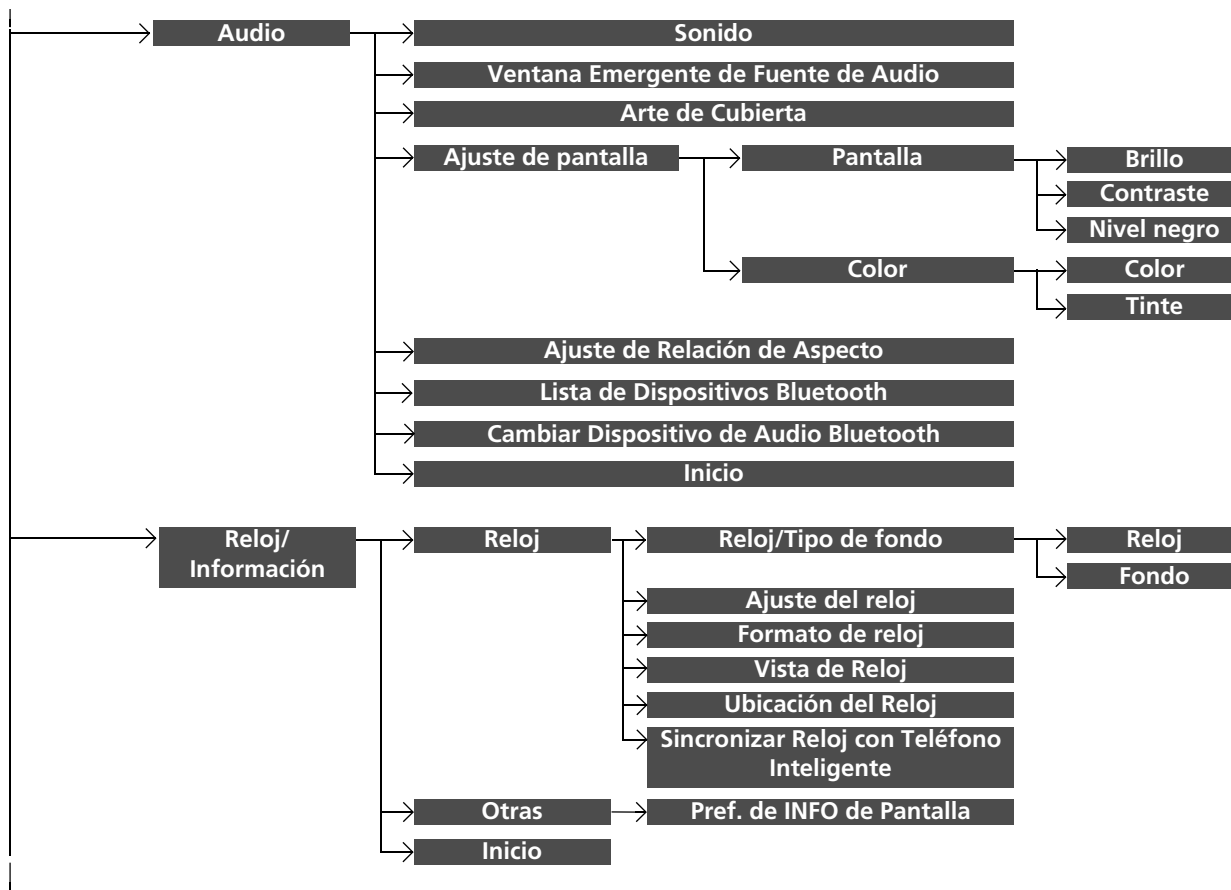 Audio
Sonido
Ventana Emergente de Fuente de Audio
Arte de Cubierta
Ajuste de pantalla
Pantalla
Brillo
Contraste
Nivel negro
Color
Color
Tinte
Ajuste de Relación de Aspecto
Lista de Dispositivos Bluetooth
Cambiar Dispositivo de Audio Bluetooth
Inicio
Reloj/
Información
Reloj
Reloj/Tipo de fondo
Reloj
Fondo
Ajuste del reloj
Formato de reloj
Vista de Reloj
Ubicación del Reloj
Sincronizar Reloj con Teléfono
Inteligente
Otras
Pref. de INFO de Pantalla
Inicio